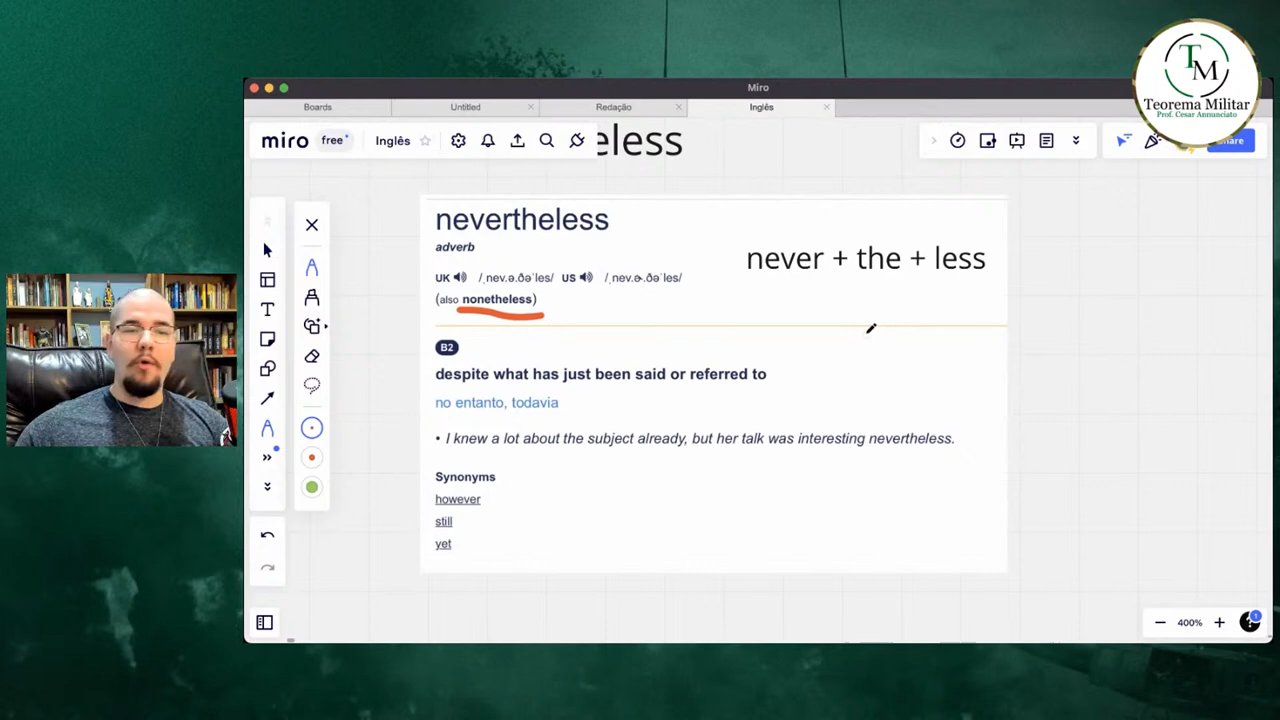 TM
Teorema Militar
Prof. Cesar Annunciato
Miro
Boards
Untitled
Redação
Inglês
miro free
Inglês
eless
Share
nevertheless
adverb
never + the + less
UK /ˌnev.ə.ðəˈles/ US /ˌnev.ɚ.ðəˈles/
(also nonetheless)
B2
despite what has just been said or referred to
no entanto, todavia
• I knew a lot about the subject already, but her talk was interesting nevertheless.
Synonyms
however
still
yet
400%
1